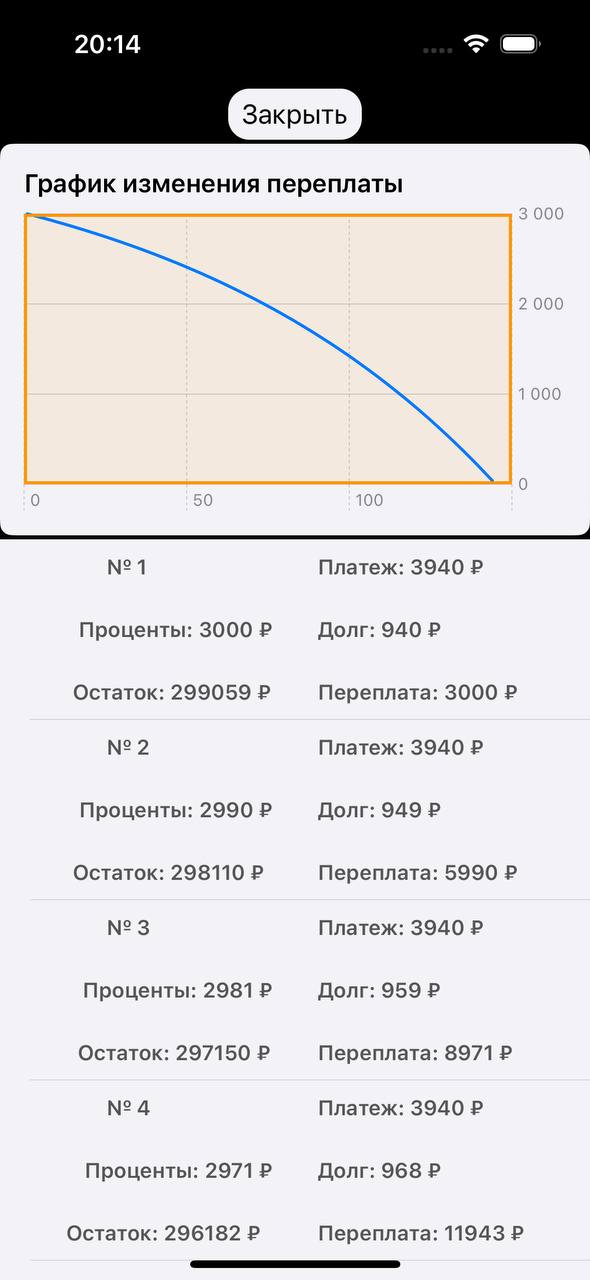 20:14
Закрыть
График изменения переплаты
3 000
2 000
1 000
0
0 50 100
№ 1 Платеж: 3940 ₽
Проценты: 3000 ₽ Долг: 940 ₽
Остаток: 299059 ₽ Переплата: 3000 ₽
№ 2 Платеж: 3940 ₽
Проценты: 2990 ₽ Долг: 949 ₽
Остаток: 298110 ₽ Переплата: 5990 ₽
№ 3 Платеж: 3940 ₽
Проценты: 2981 ₽ Долг: 959 ₽
Остаток: 297150 ₽ Переплата: 8971 ₽
№ 4 Платеж: 3940 ₽
Проценты: 2971 ₽ Долг: 968 ₽
Остаток: 296182 ₽ Переплата: 11943 ₽